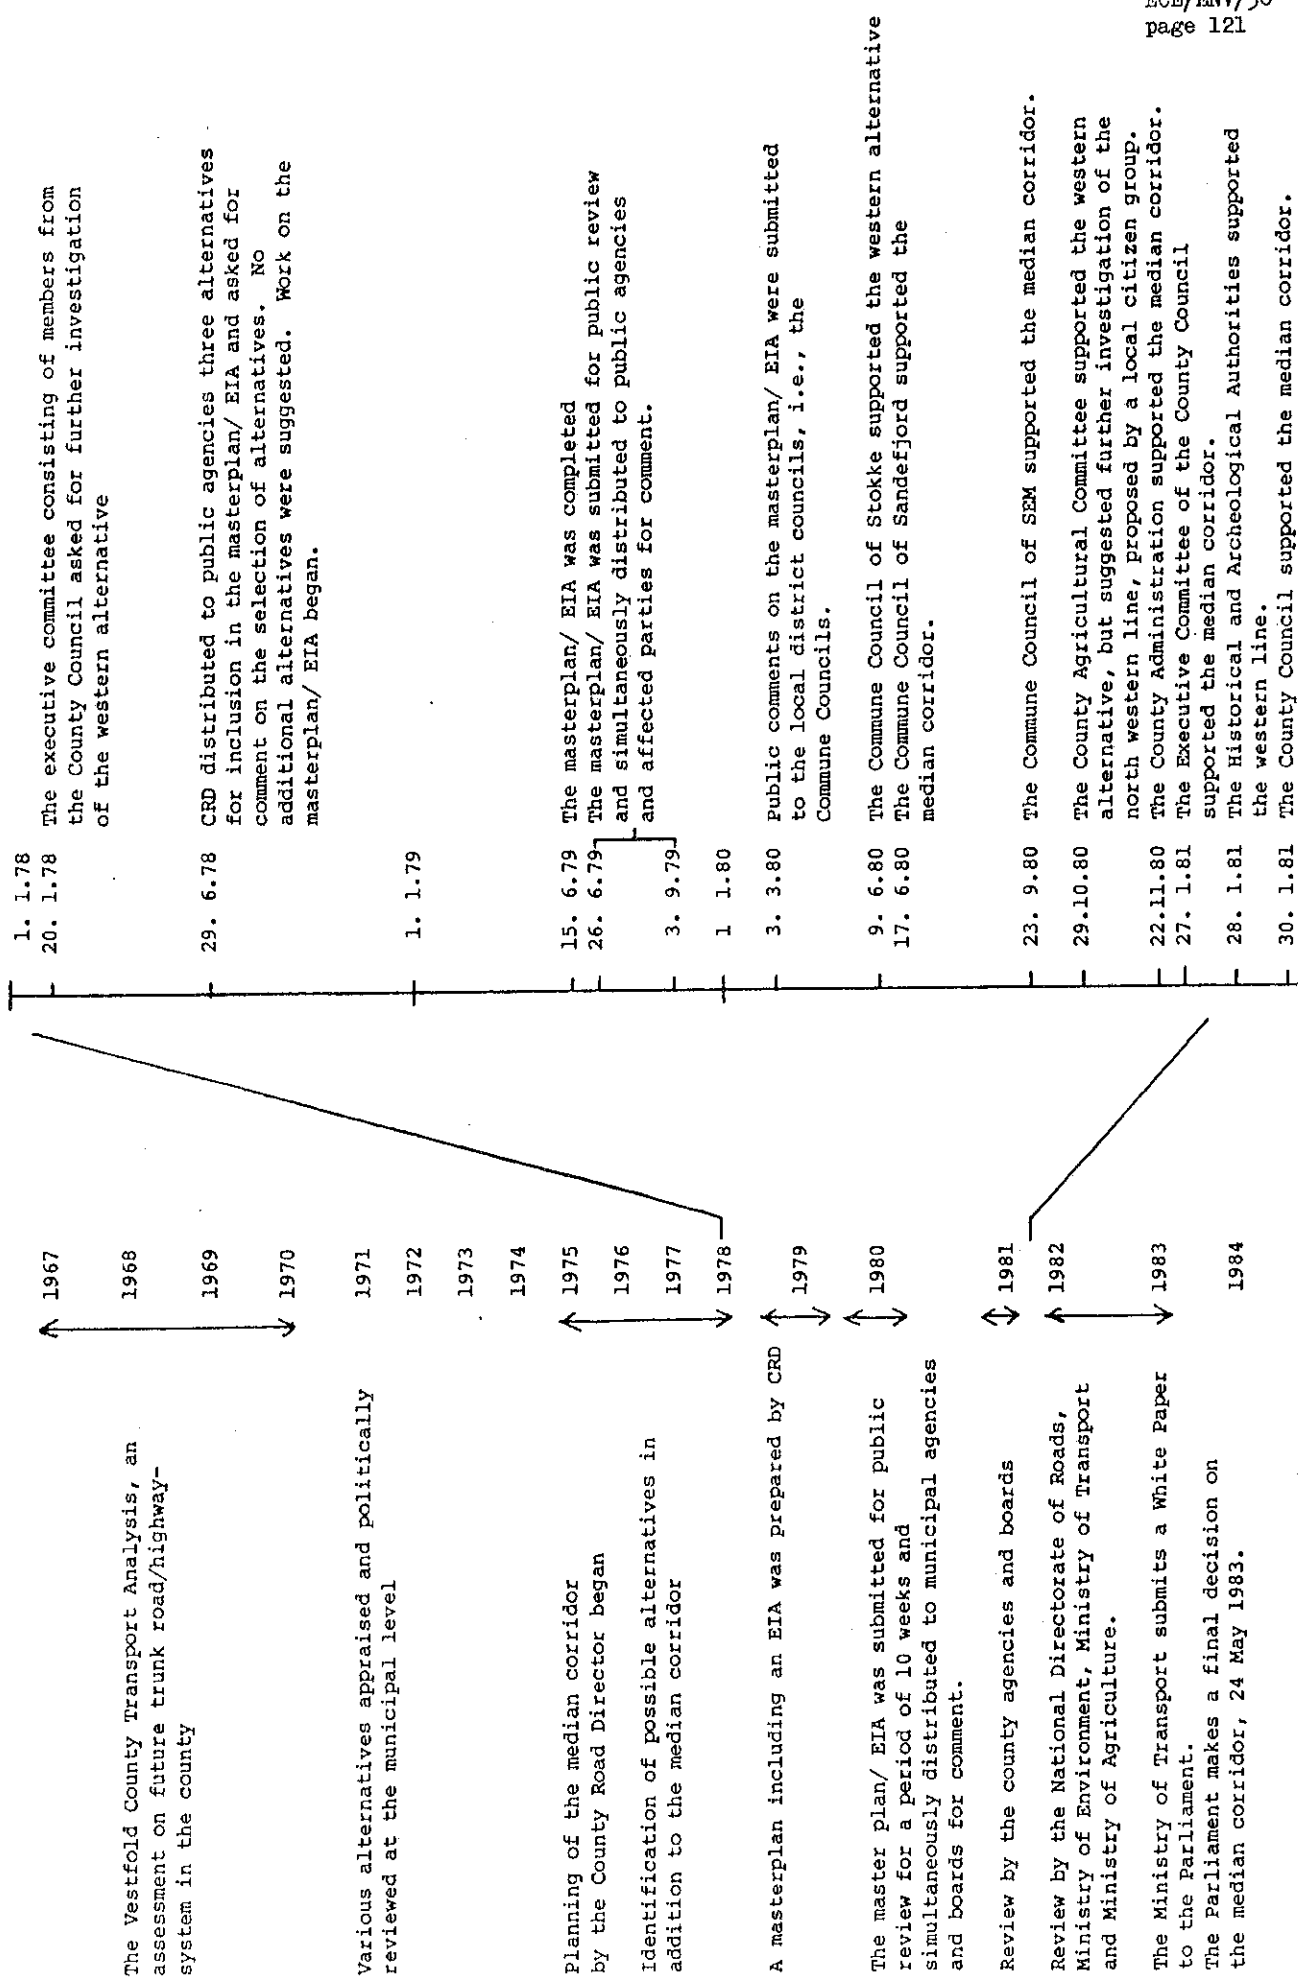 ECE/ENV/50
page 121
The Vestfold County Transport Analysis, an
assessment on future trunk road/highway-
system in the county
Various alternatives appraised and politically
reviewed at the municipal level
Planning of the median corridor
by the County Road Director began
Identification of possible alternatives in
addition to the median corridor
A masterplan including an EIA was prepared by CRD
The master plan/ EIA was submitted for public
review for a period of 10 weeks and
simultaneously distributed to municipal agencies
and boards for comment.
Review by the county agencies and boards
Review by the National Directorate of Roads,
Ministry of Environment, Ministry of Transport
and Ministry of Agriculture.
The Ministry of Transport submits a White Paper
to the Parliament.
The Parliament makes a final decision on
the median corridor, 24 May 1983.
1967
1968
1969
1970
1971
1972
1973
1974
1975
1976
1977
1978
1979
1980
1981
1982
1983
1984
1. 1.78
20. 1.78 The executive committee consisting of members from
the County Council asked for further investigation
of the western alternative
29. 6.78 CRD distributed to public agencies three alternatives
for inclusion in the masterplan/ EIA and asked for
comment on the selection of alternatives. No
additional alternatives were suggested. Work on the
masterplan/ EIA began.
1. 1.79
15. 6.79 The masterplan/ EIA was completed
26. 6.79 The masterplan/ EIA was submitted for public review
and simultaneously distributed to public agencies
and affected parties for comment.
3. 9.79
1 1.80
3. 3.80 Public comments on the masterplan/ EIA were submitted
to the local district councils, i.e., the
Commune Councils.
9. 6.80 The Commune Council of Stokke supported the western alternative
17. 6.80 The Commune Council of Sandefjord supported the
median corridor.
23. 9.80 The Commune Council of SEM supported the median corridor.
29.10.80 The County Agricultural Committee supported the western
alternative, but suggested further investigation of the
north western line, proposed by a local citizen group.
22.11.80 The County Administration supported the median corridor.
27. 1.81 The Executive Committee of the County Council
supported the median corridor.
28. 1.81 The Historical and Archeological Authorities supported
the western line.
30. 1.81 The County Council supported the median corridor.